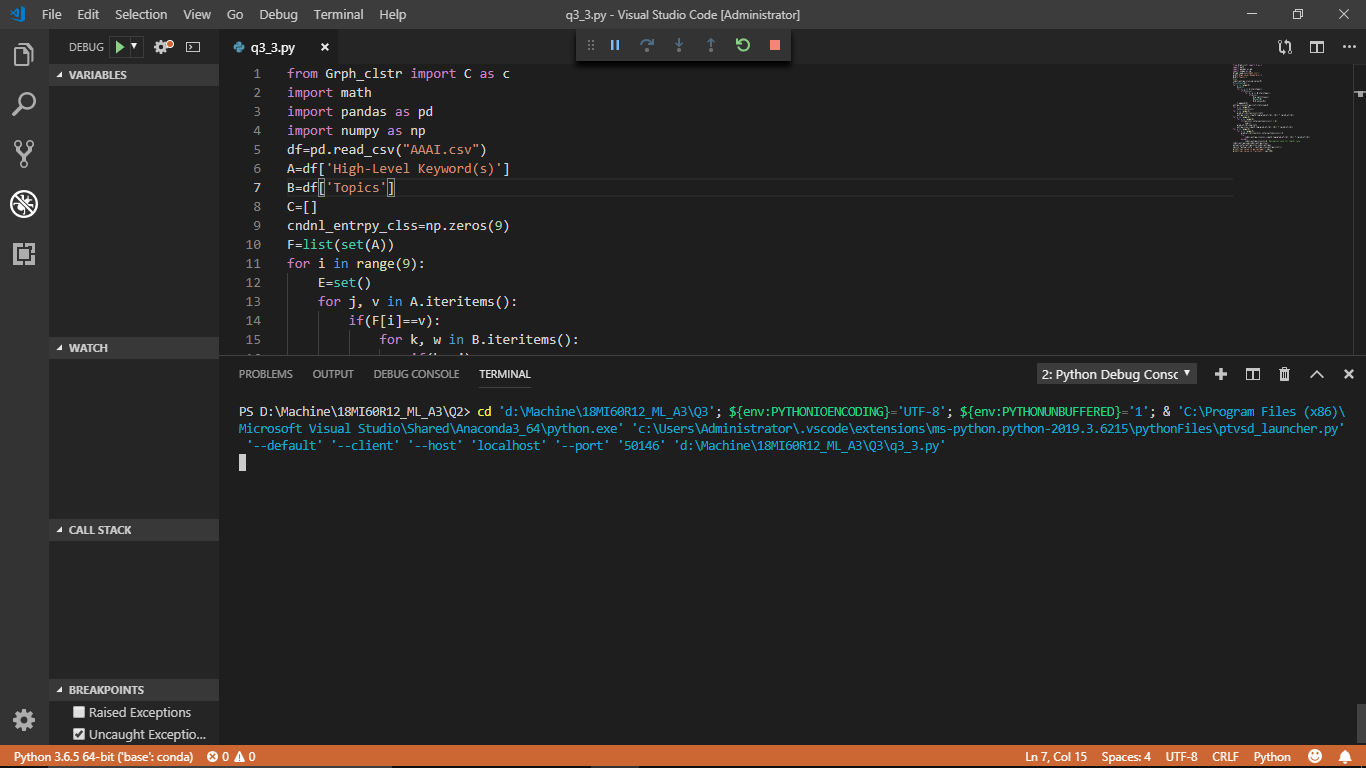 File Edit Selection View Go Debug Terminal Help
q3_3.py - Visual Studio Code [Administrator]
DEBUG
q3_3.py
VARIABLES
WATCH
CALL STACK
BREAKPOINTS
Raised Exceptions
Uncaught Exceptio...
1 from Grph_clstr import C as c
2 import math
3 import pandas as pd
4 import numpy as np
5 df=pd.read_csv("AAAI.csv")
6 A=df['High-Level Keyword(s)']
7 B=df['Topics']
8 C=[]
9 cndnl_entrpy_clss=np.zeros(9)
10 F=list(set(A))
11 for i in range(9):
12 E=set()
13 for j, v in A.iteritems():
14 if(F[i]==v):
15 for k, w in B.iteritems():
PROBLEMS OUTPUT DEBUG CONSOLE TERMINAL
2: Python Debug Consc
PS D:\Machine\18MI60R12_ML_A3\Q2> cd 'd:\Machine\18MI60R12_ML_A3\Q3'; ${env:PYTHONIOENCODING}='UTF-8'; ${env:PYTHONUNBUFFERED}='1'; & 'C:\Program Files (x86)\
Microsoft Visual Studio\Shared\Anaconda3_64\python.exe' 'c:\Users\Administrator\.vscode\extensions\ms-python.python-2019.3.6215\pythonFiles\ptvsd_launcher.py'
'--default' '--client' '--host' 'localhost' '--port' '50146' 'd:\Machine\18MI60R12_ML_A3\Q3\q3_3.py'
Python 3.6.5 64-bit ('base': conda) 0 0
Ln 7, Col 15 Spaces: 4 UTF-8 CRLF Python